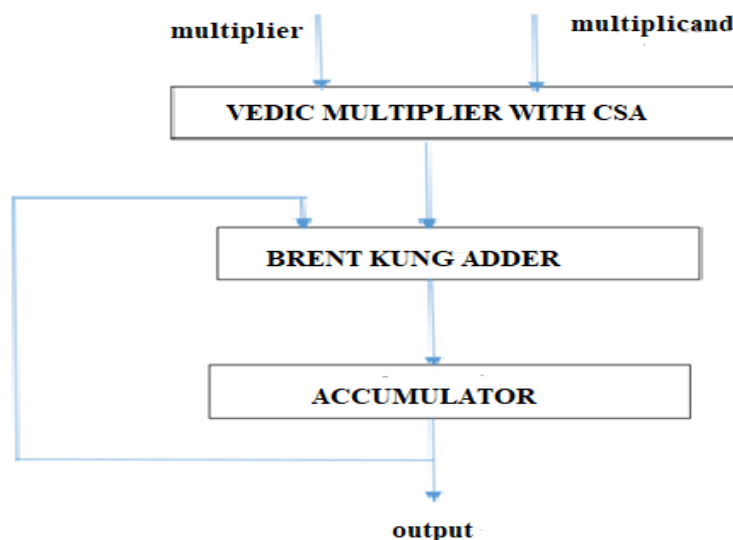 multiplier
multiplicand
VEDIC MULTIPLIER WITH CSA
BRENT KUNG ADDER
ACCUMULATOR
output